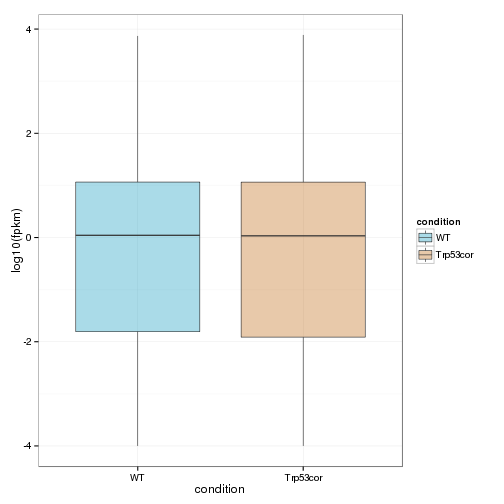 4
2
0
-2
-4
log10(fpkm)
WT
Trp53cor
condition
condition
WT
Trp53cor